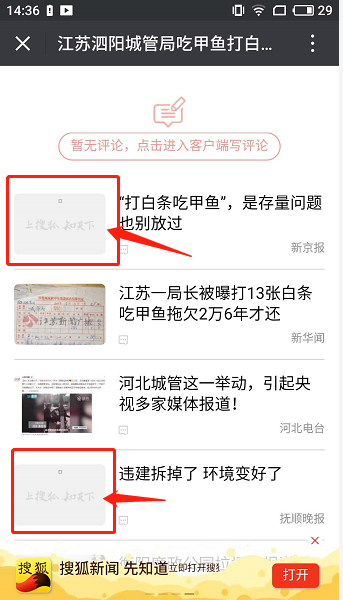 14:36
29
江苏泗阳城管局吃甲鱼打白...
暂无评论，点击进入客户端写评论
上搜狐 知天下
“打白条吃甲鱼”，是存量问题
也别放过
新京报
江苏新闻广播
江苏一局长被曝打13张白条
吃甲鱼拖欠2万6年才还
新华闻
河北城管这一举动，引起央
视多家媒体报道！
河北电台
上搜狐 知天下
违建拆掉了 环境变好了
抚顺晚报
搜狐
搜狐新闻 先知道
立即打开搜狐
打开